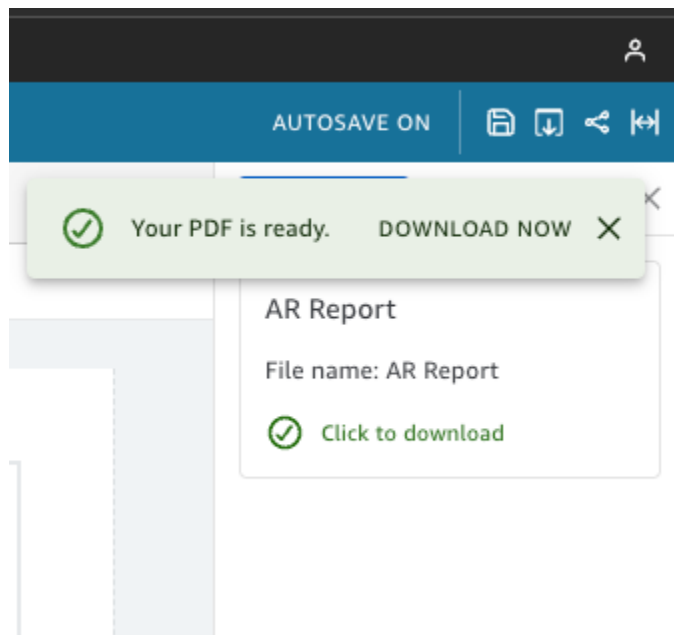 AUTOSAVE ON
Your PDF is ready. DOWNLOAD NOW
AR Report
File name: AR Report
Click to download